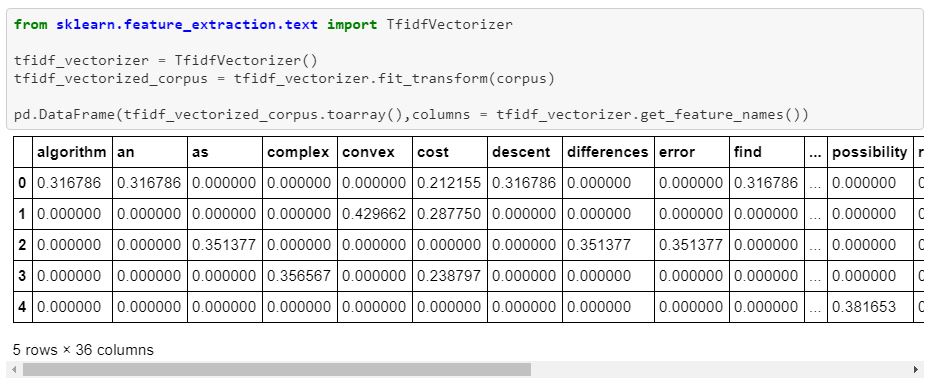 from sklearn.feature_extraction.text import TfidfVectorizer
tfidf_vectorizer = TfidfVectorizer()
tfidf_vectorized_corpus = tfidf_vectorizer.fit_transform(corpus)
pd.DataFrame(tfidf_vectorized_corpus.toarray(),columns = tfidf_vectorizer.get_feature_names())
algorithm an as complex convex cost descent differences error find ... possibility r
0 0.316786 0.316786 0.000000 0.000000 0.000000 0.212155 0.316786 0.000000 0.000000 0.316786 ... 0.000000
1 0.000000 0.000000 0.000000 0.000000 0.429662 0.287750 0.000000 0.000000 0.000000 0.000000 ... 0.000000
2 0.000000 0.000000 0.351377 0.000000 0.000000 0.000000 0.000000 0.351377 0.351377 0.000000 ... 0.000000
3 0.000000 0.000000 0.000000 0.356567 0.000000 0.238797 0.000000 0.000000 0.000000 0.000000 ... 0.000000
4 0.000000 0.000000 0.000000 0.000000 0.000000 0.000000 0.000000 0.000000 0.000000 0.000000 ... 0.381653
5 rows × 36 columns